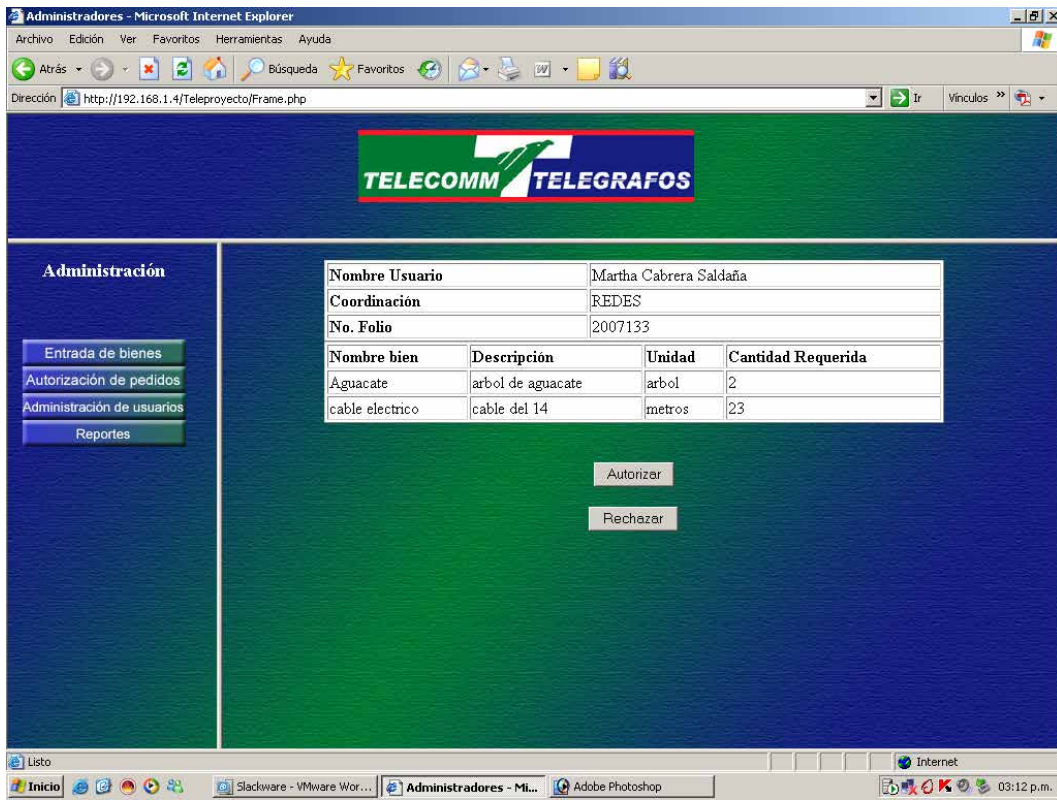 Administradores - Microsoft Internet Explorer
Archivo Edición Ver Favoritos Herramientas Ayuda
Atrás Búsqueda Favoritos
Dirección http://192.168.1.4/Teleproyecto/Frame.php Ir Vínculos »
TELECOMM TELEGRAFOS
Administración
Entrada de bienes
Autorización de pedidos
Administración de usuarios
Reportes
Nombre Usuario Martha Cabrera Saldaña
Coordinación REDES
No. Folio 2007133
Nombre bien Descripción Unidad Cantidad Requerida
Aguacate arbol de aguacate arbol 2
cable electrico cable del 14 metros 23
Autorizar
Rechazar
Listo Internet
Inicio Slackware - VMware Wor... Administradores - Mi... Adobe Photoshop 03:12 p.m.